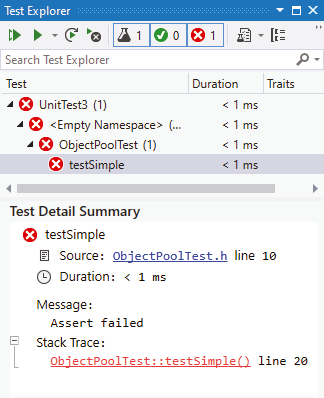 Test Explorer
1 0 1
Search Test Explorer
Test Duration Traits
UnitTest3 (1) < 1 ms
<Empty Namespace> (... < 1 ms
ObjectPoolTest (1) < 1 ms
testSimple < 1 ms
Test Detail Summary
testSimple
Source: ObjectPoolTest.h line 10
Duration: < 1 ms
Message:
Assert failed
Stack Trace:
ObjectPoolTest::testSimple() line 20